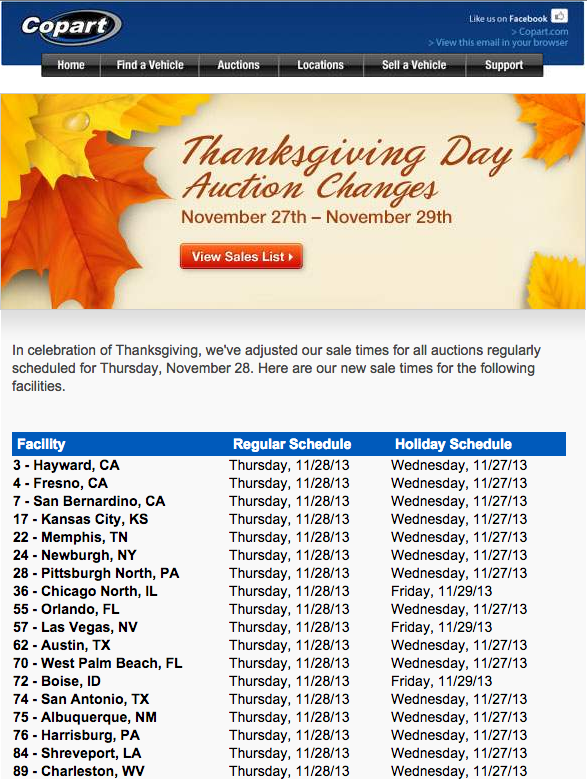 Copart
Like us on Facebook
> Copart.com
> View this email in your browser
Home Find a Vehicle Auctions Locations Sell a Vehicle Support
Thanksgiving Day
Auction Changes
November 27th – November 29th
View Sales List
In celebration of Thanksgiving, we've adjusted our sale times for all auctions regularly
scheduled for Thursday, November 28. Here are our new sale times for the following
facilities.
Facility Regular Schedule Holiday Schedule
3 - Hayward, CA Thursday, 11/28/13 Wednesday, 11/27/13
4 - Fresno, CA Thursday, 11/28/13 Wednesday, 11/27/13
7 - San Bernardino, CA Thursday, 11/28/13 Wednesday, 11/27/13
17 - Kansas City, KS Thursday, 11/28/13 Wednesday, 11/27/13
22 - Memphis, TN Thursday, 11/28/13 Wednesday, 11/27/13
24 - Newburgh, NY Thursday, 11/28/13 Wednesday, 11/27/13
28 - Pittsburgh North, PA Thursday, 11/28/13 Wednesday, 11/27/13
36 - Chicago North, IL Thursday, 11/28/13 Friday, 11/29/13
55 - Orlando, FL Thursday, 11/28/13 Wednesday, 11/27/13
57 - Las Vegas, NV Thursday, 11/28/13 Friday, 11/29/13
62 - Austin, TX Thursday, 11/28/13 Wednesday, 11/27/13
70 - West Palm Beach, FL Thursday, 11/28/13 Wednesday, 11/27/13
72 - Boise, ID Thursday, 11/28/13 Friday, 11/29/13
74 - San Antonio, TX Thursday, 11/28/13 Wednesday, 11/27/13
75 - Albuquerque, NM Thursday, 11/28/13 Wednesday, 11/27/13
76 - Harrisburg, PA Thursday, 11/28/13 Wednesday, 11/27/13
84 - Shreveport, LA Thursday, 11/28/13 Wednesday, 11/27/13
89 - Charleston, WV Thursday, 11/28/13 Wednesday, 11/27/13